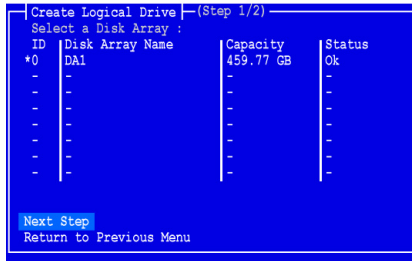 Create Logical Drive (Step 1/2)
Select a Disk Array :
ID Disk Array Name Capacity Status
*0 DA1 459.77 GB Ok
- - - -
- - - -
- - - -
- - - -
- - - -
- - - -
- - - -
Next Step
Return to Previous Menu